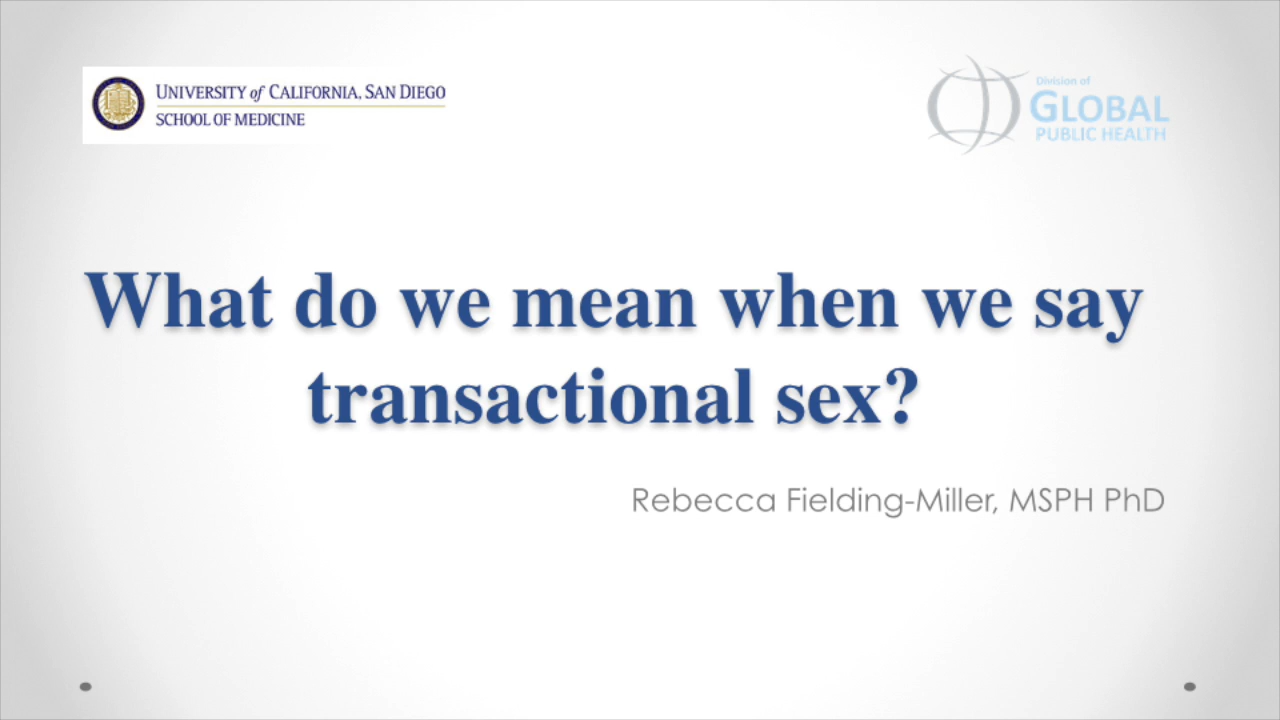 UNIVERSITY of CALIFORNIA, SAN DIEGO
SCHOOL OF MEDICINE
Division of
GLOBAL
PUBLIC HEALTH
What do we mean when we say
transactional sex?
Rebecca Fielding-Miller, MSPH PhD